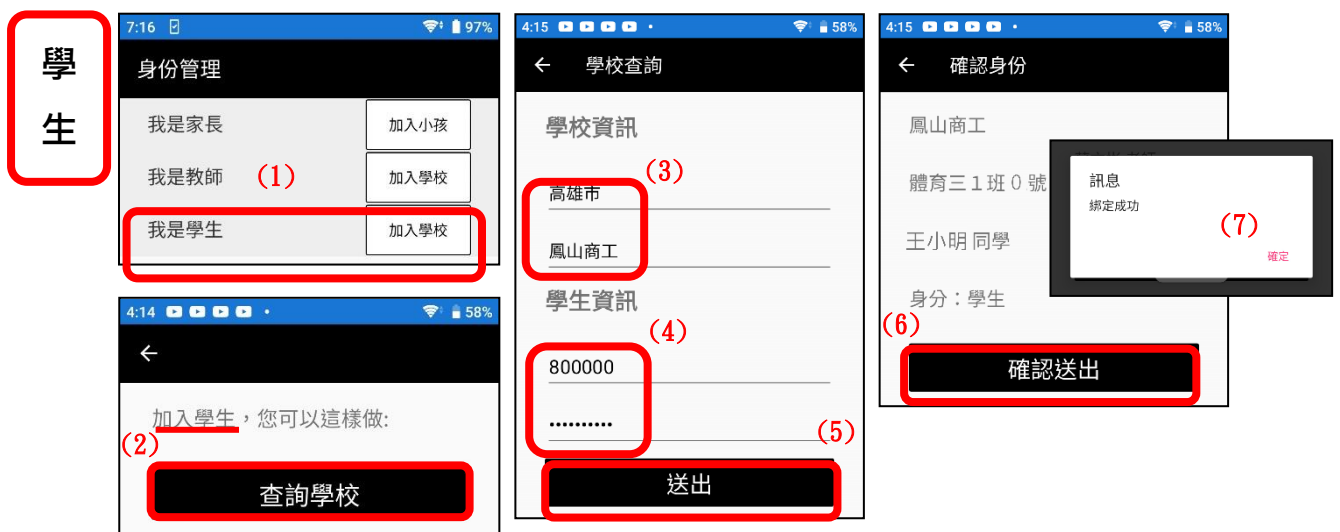 學
生
7:16 97%
身份管理
我是家長 加入小孩
我是教師 (1) 加入學校
我是學生 加入學校
4:14 58%
加入學生，您可以這樣做:
(2)
查詢學校
4:15 58%
學校查詢
學校資訊
(3)
高雄市
鳳山商工
學生資訊
(4)
800000
••••••••••
(5)
送出
4:15 58%
確認身份
鳳山商工
體育三１班０號
王小明同學
身分：學生
(6)
確認送出
訊息
綁定成功
(7)
確定